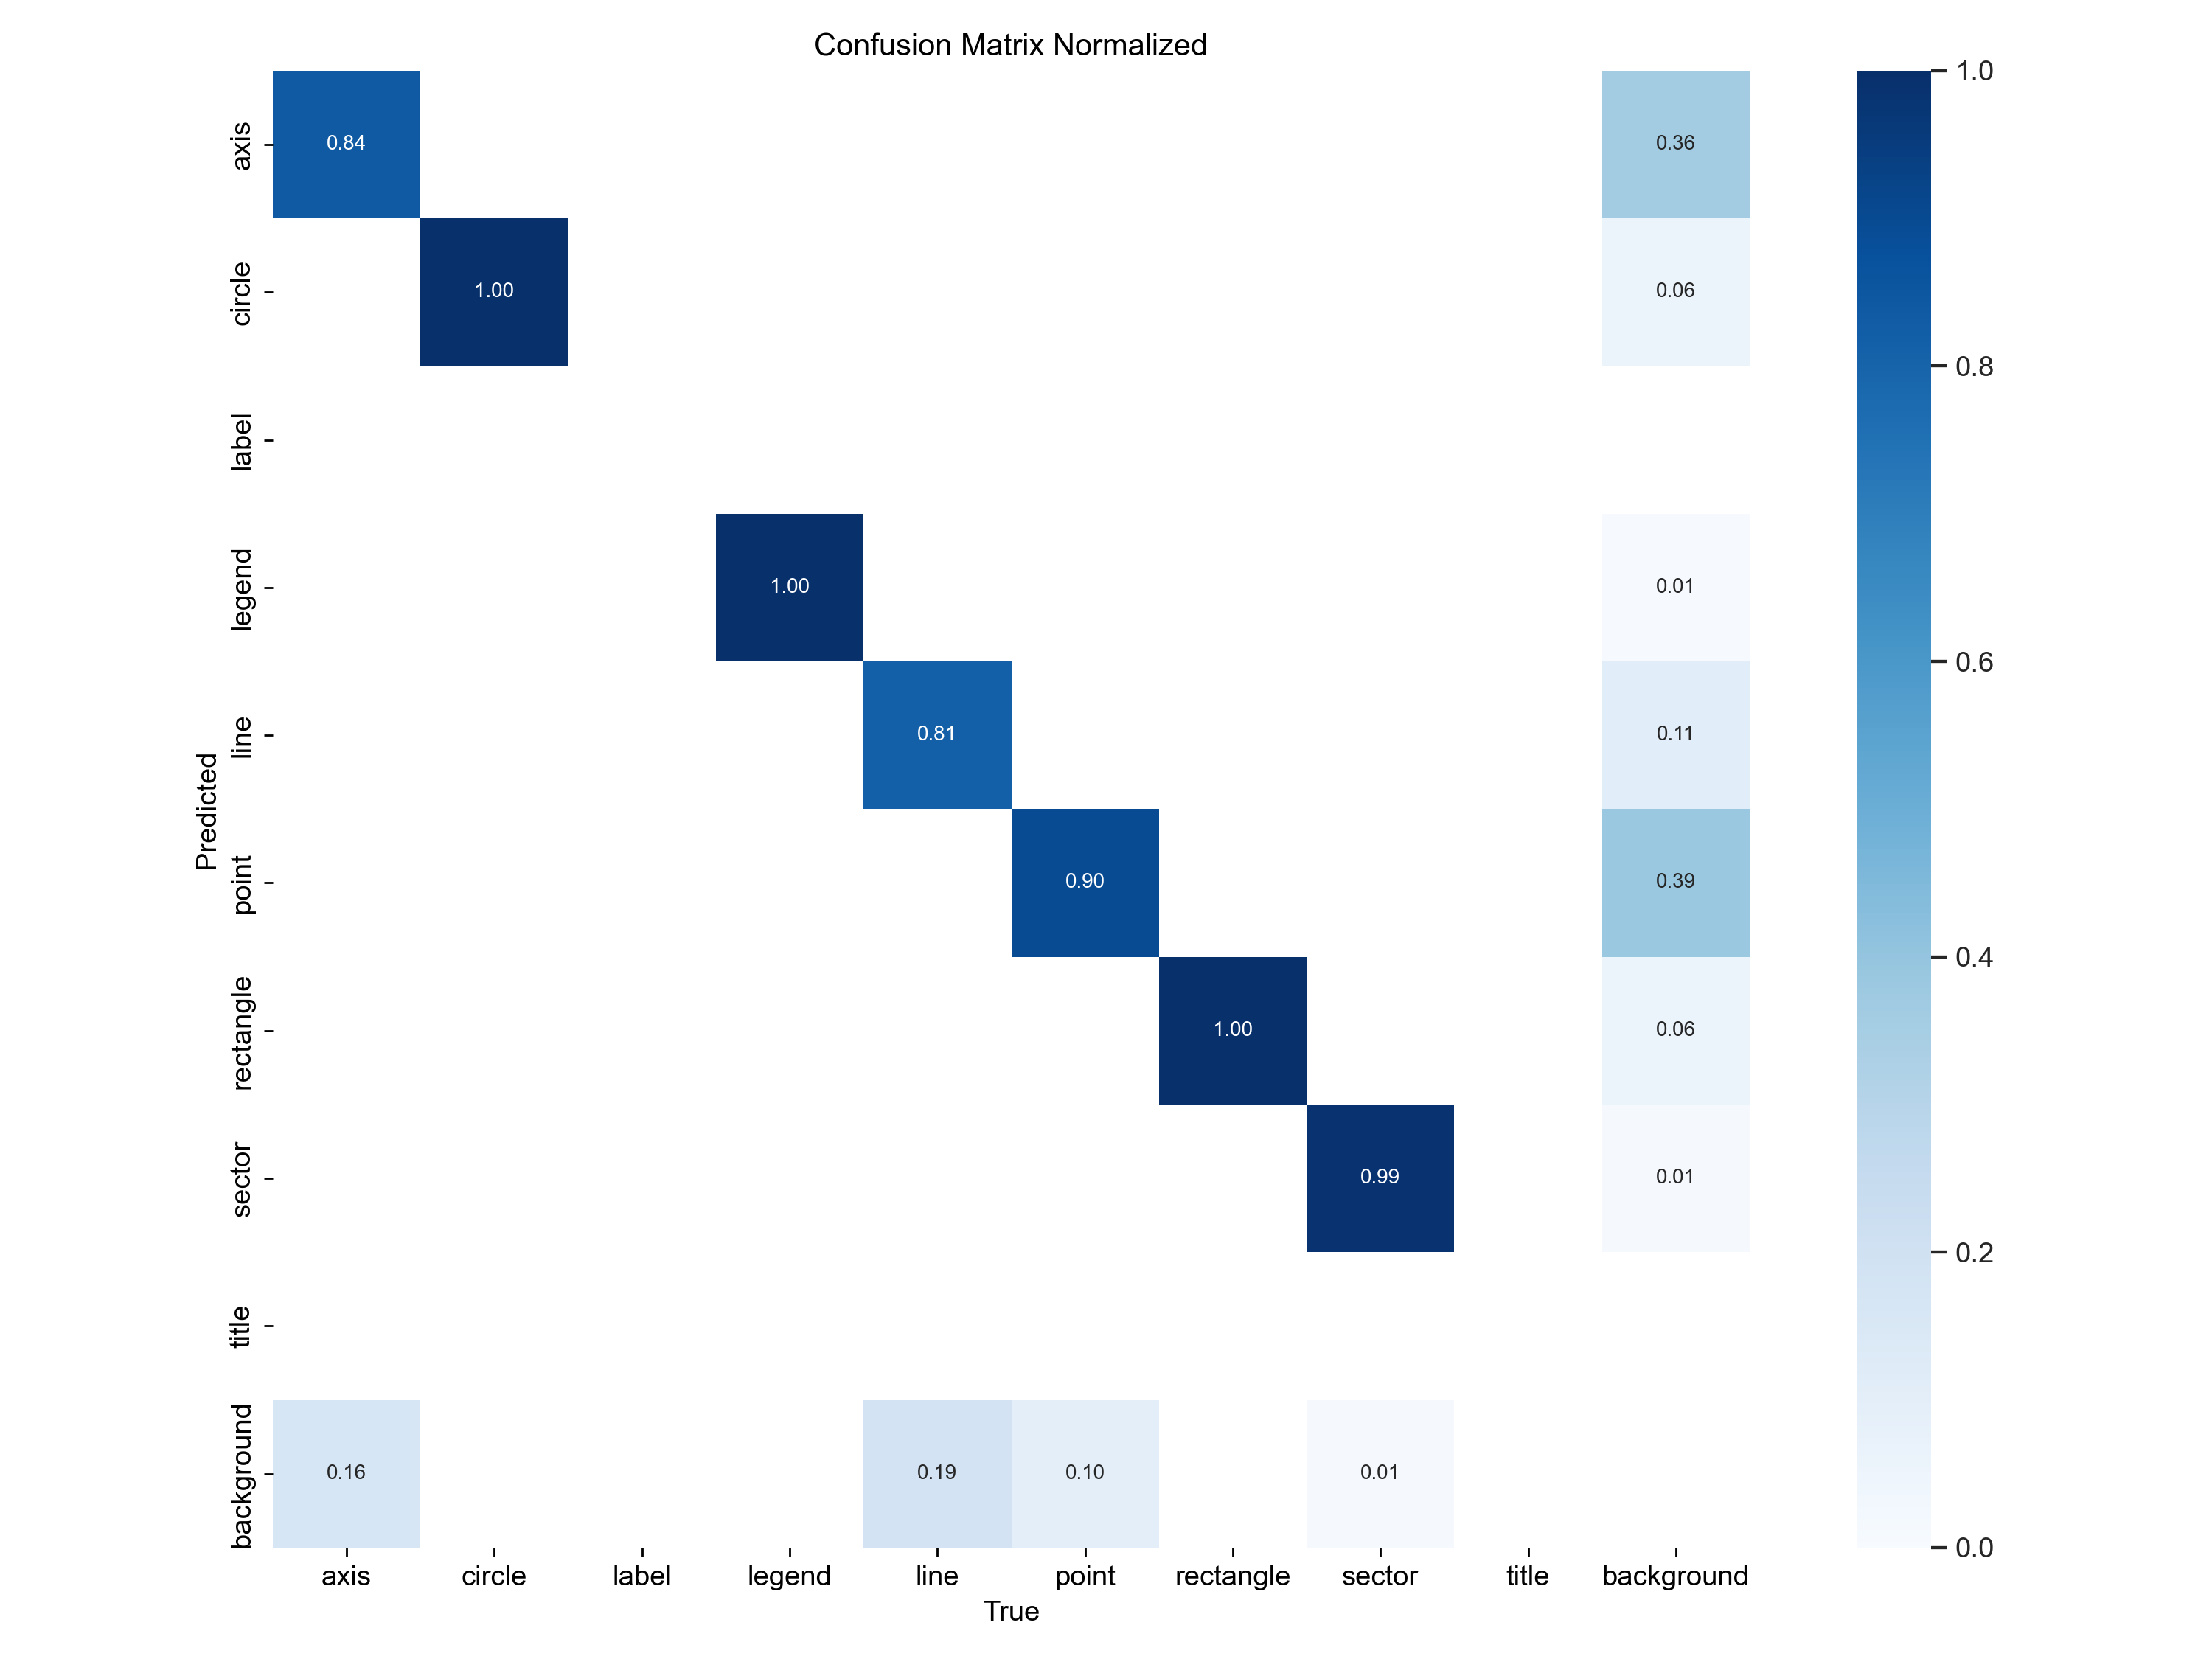 Confusion Matrix Normalized
axis
0.84
0.36
1.0
circle
1.00
0.06
0.8
label
legend
1.00
0.01
0.6
line
0.81
0.11
Predicted
point
0.90
0.39
0.4
rectangle
1.00
0.06
sector
0.99
0.01
0.2
title
background
0.16
0.19
0.10
0.01
0.0
axis circle label legend line point rectangle sector title background
True